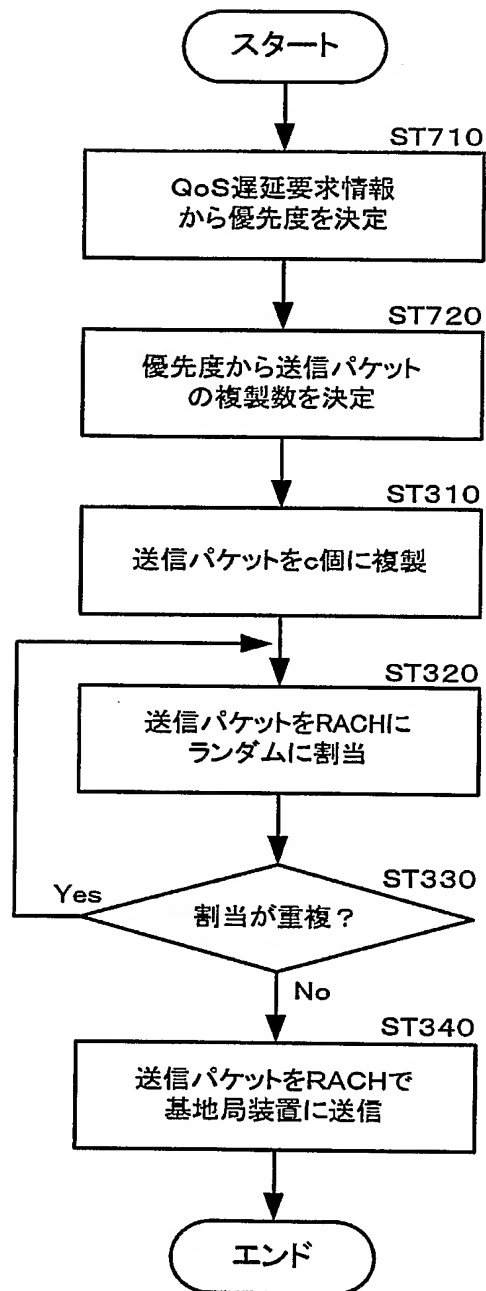 スタート
ST710
QoS遅延要求情報
から優先度を決定
ST720
優先度から送信パケット
の複製数を決定
ST310
送信パケットをc個に複製
ST320
送信パケットをRACHに
ランダムに割当
ST330
Yes
割当が重複？
No
ST340
送信パケットをRACHで
基地局装置に送信
エンド